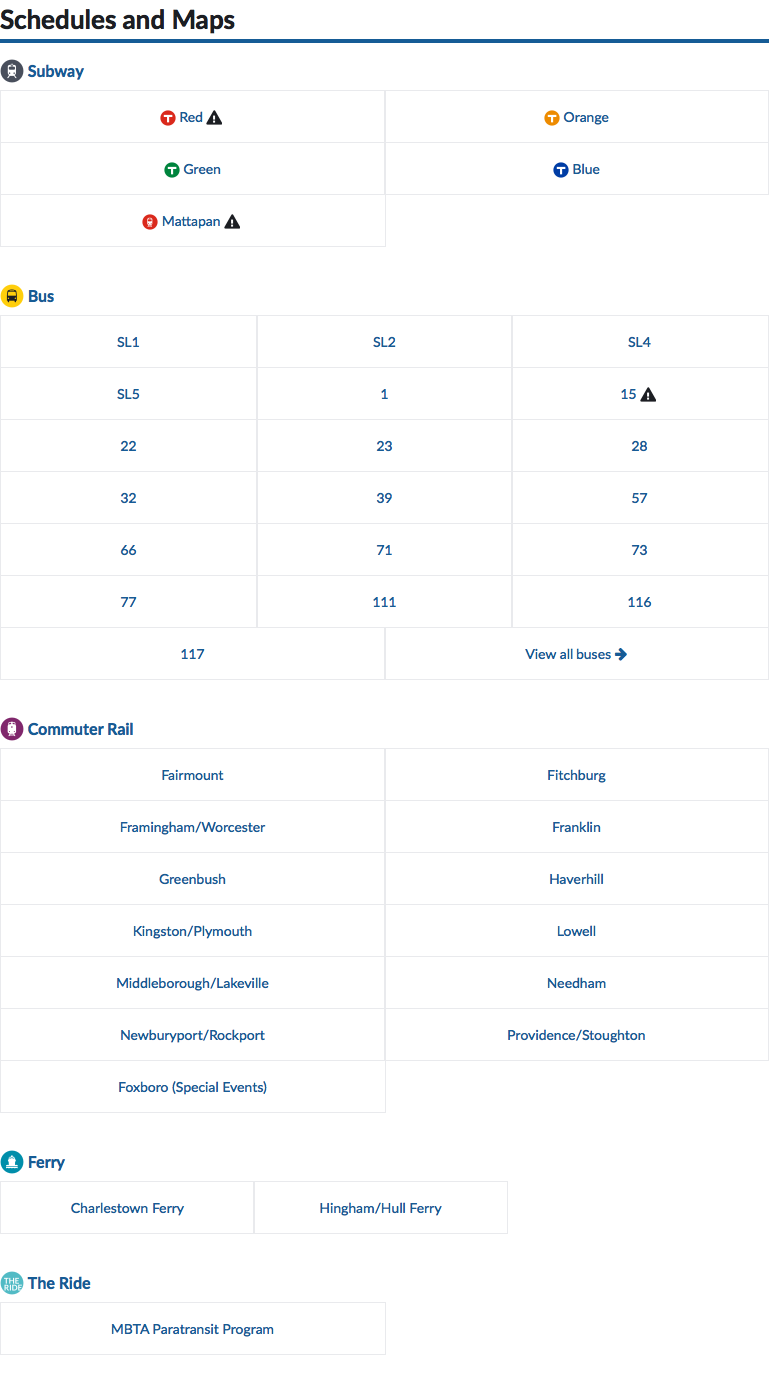 Schedules and Maps
Subway
T Red
T Orange
T Green
T Blue
Mattapan
Bus
SL1
SL2
SL4
SL5
1
15
22
23
28
32
39
57
66
71
73
77
111
116
117
View all buses
Commuter Rail
Fairmount
Fitchburg
Framingham/Worcester
Franklin
Greenbush
Haverhill
Kingston/Plymouth
Lowell
Middleborough/Lakeville
Needham
Newburyport/Rockport
Providence/Stoughton
Foxboro (Special Events)
Ferry
Charlestown Ferry
Hingham/Hull Ferry
THE
RIDE
The Ride
MBTA Paratransit Program